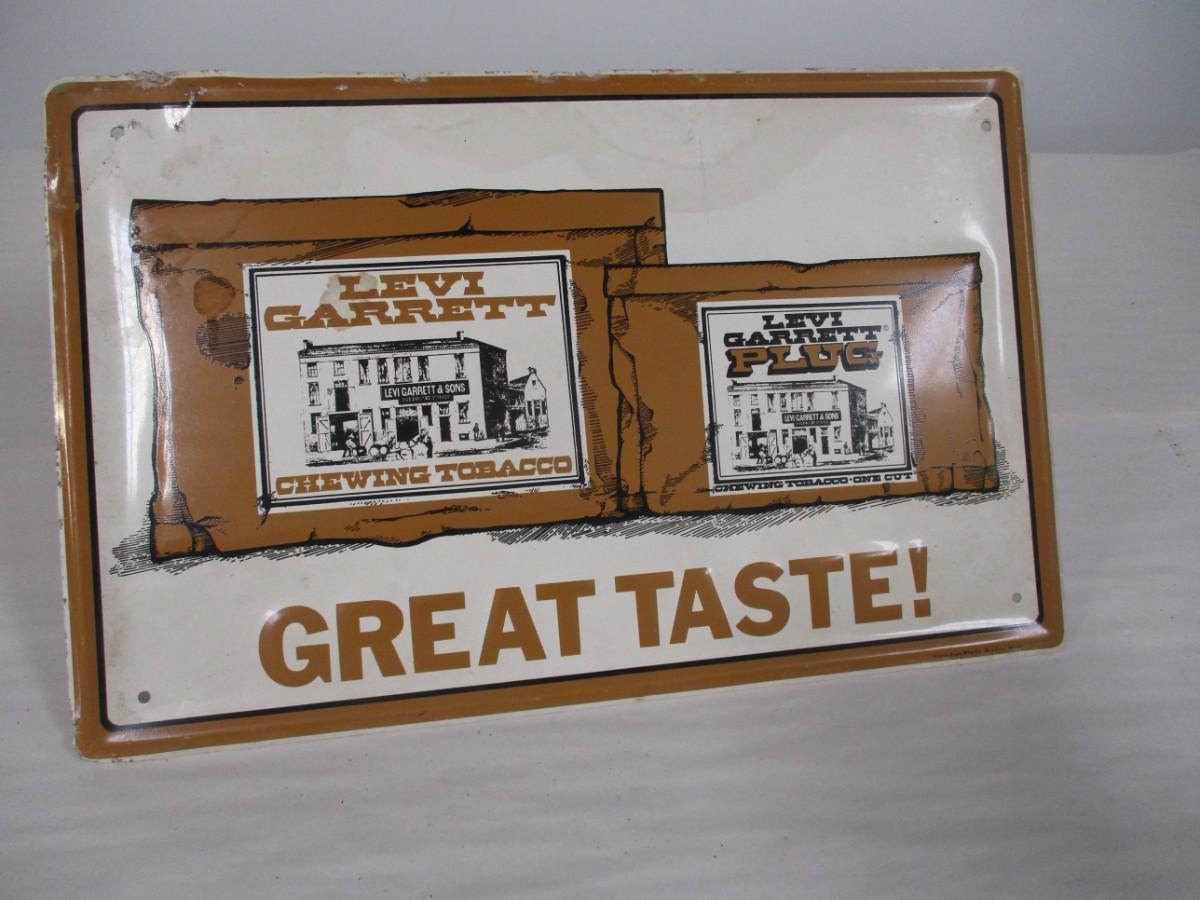 LEVI
GARRETT
LEVI GARRETT & SONS
CHEWING TOBACCO
LEVI
GARRETT®
PLUG
LEVI GARRETT & SONS
CHEWING TOBACCO·ONE CUT
GREAT TASTE!